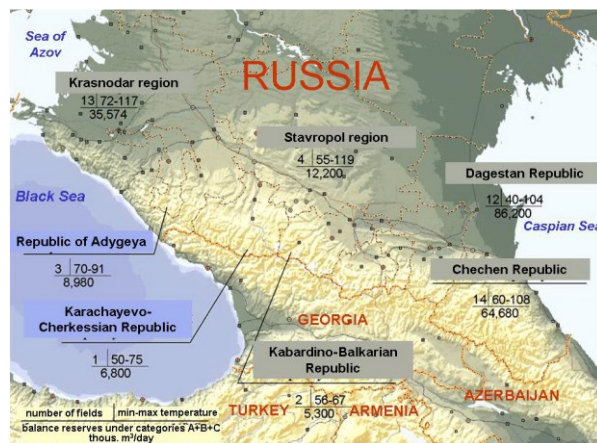 Sea of
Azov
Krasnodar region
13 | 72-117
35,574
RUSSIA
Stavropol region
4 | 55-119
12,200
Dagestan Republic
12 | 40-104
86,200
Black Sea
Caspian Sea
Republic of Adygeya
3 | 70-91
8,980
Chechen Republic
14 | 60-108
64,680
Karachayevo-
Cherkessian Republic
1 | 50-75
6,800
GEORGIA
Kabardino-Balkarian
Republic
2 | 56-67
5,300
TURKEY
ARMENIA
AZERBAIJAN
number of fields | min-max temperature
balance reserves under categories A+B+C
thous. m³/day